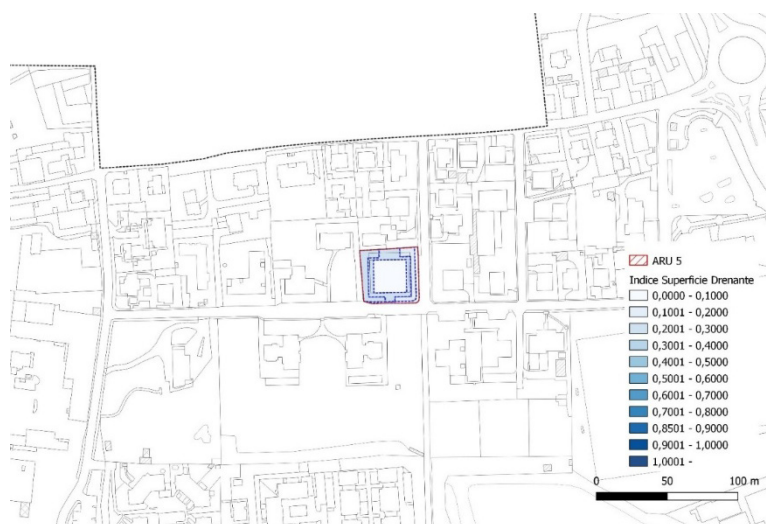 ARU 5
Indice Superficie Drenante
0,0000 - 0,1000
0,1001 - 0,2000
0,2001 - 0,3000
0,3001 - 0,4000
0,4001 - 0,5000
0,5001 - 0,6000
0,6001 - 0,7000
0,7001 - 0,8000
0,8501 - 0,9000
0,9001 - 1,0000
1,0001 -
0 50 100 m